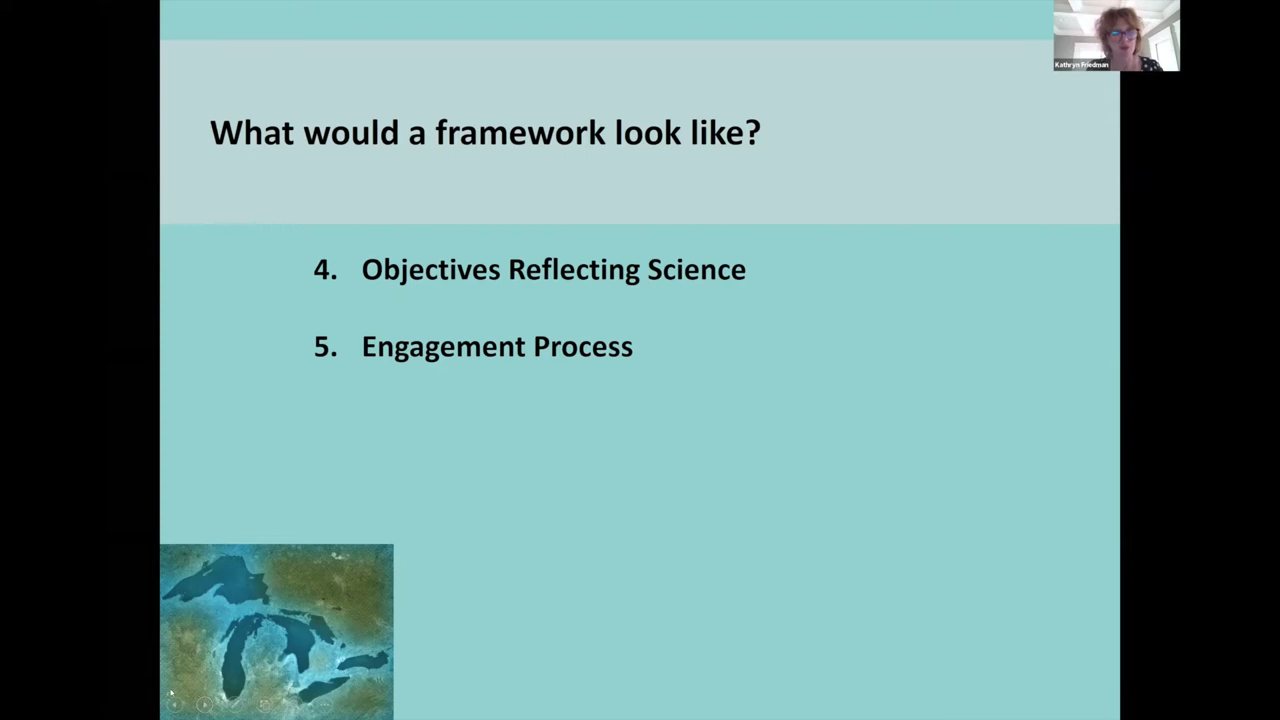 Kathryn Friedman
What would a framework look like?
4. Objectives Reflecting Science
5. Engagement Process